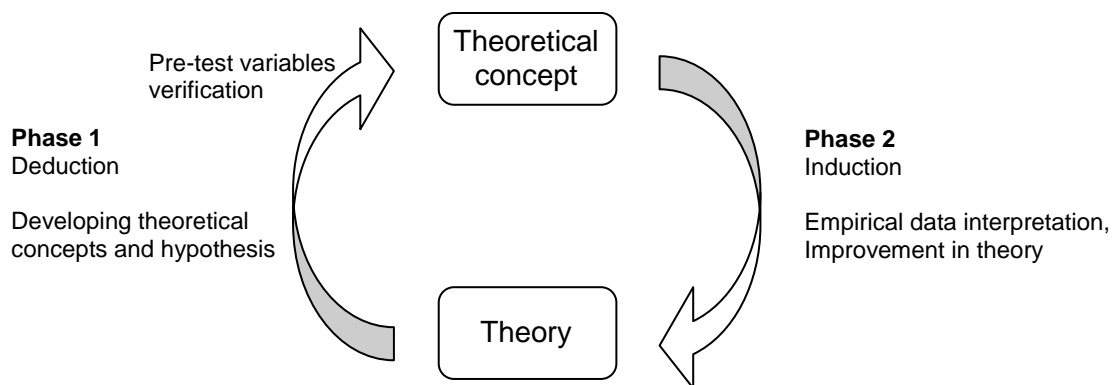 Theoretical
concept
Pre-test variables
verification
Phase 1
Deduction
Developing theoretical
concepts and hypothesis
Phase 2
Induction
Empirical data interpretation,
Improvement in theory
Theory